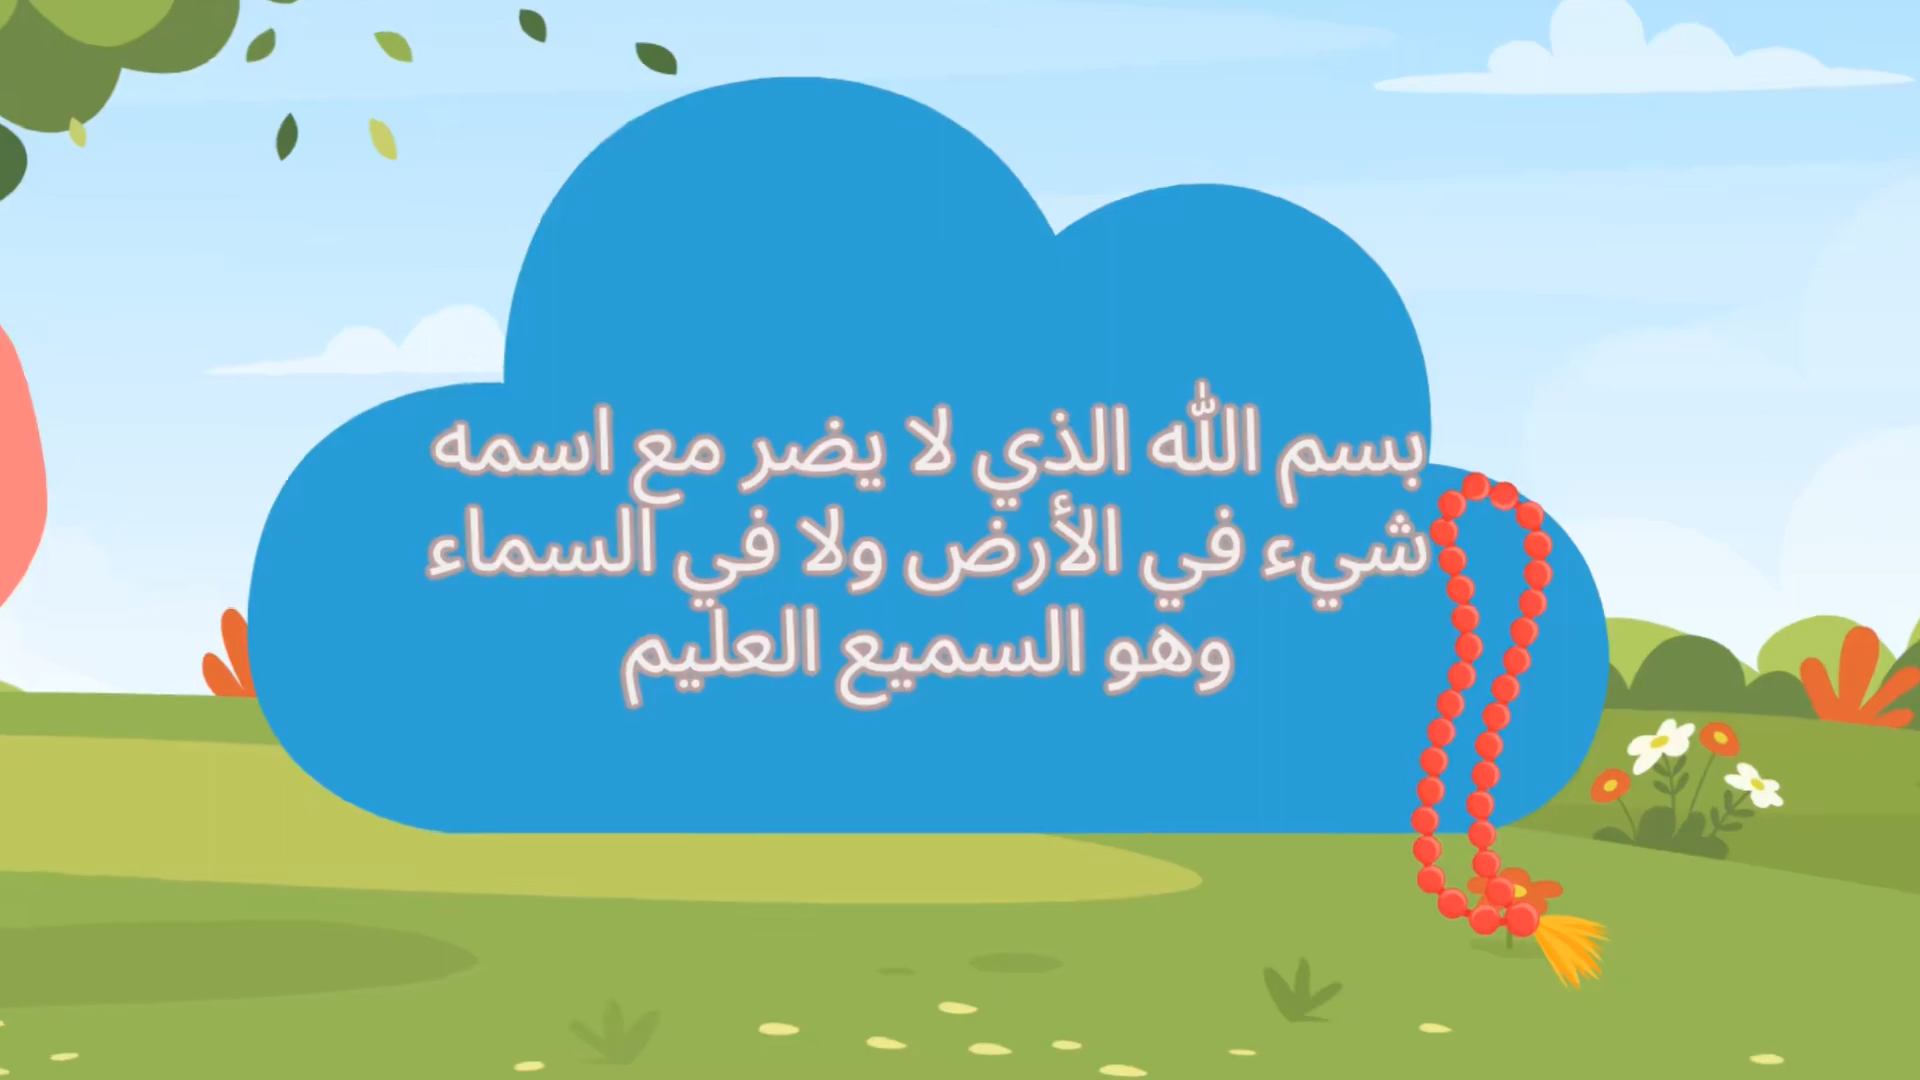 بسم الله الذي لا يضر مع اسمه
شيء في الأرض ولا في السماء
وهو السميع العليم